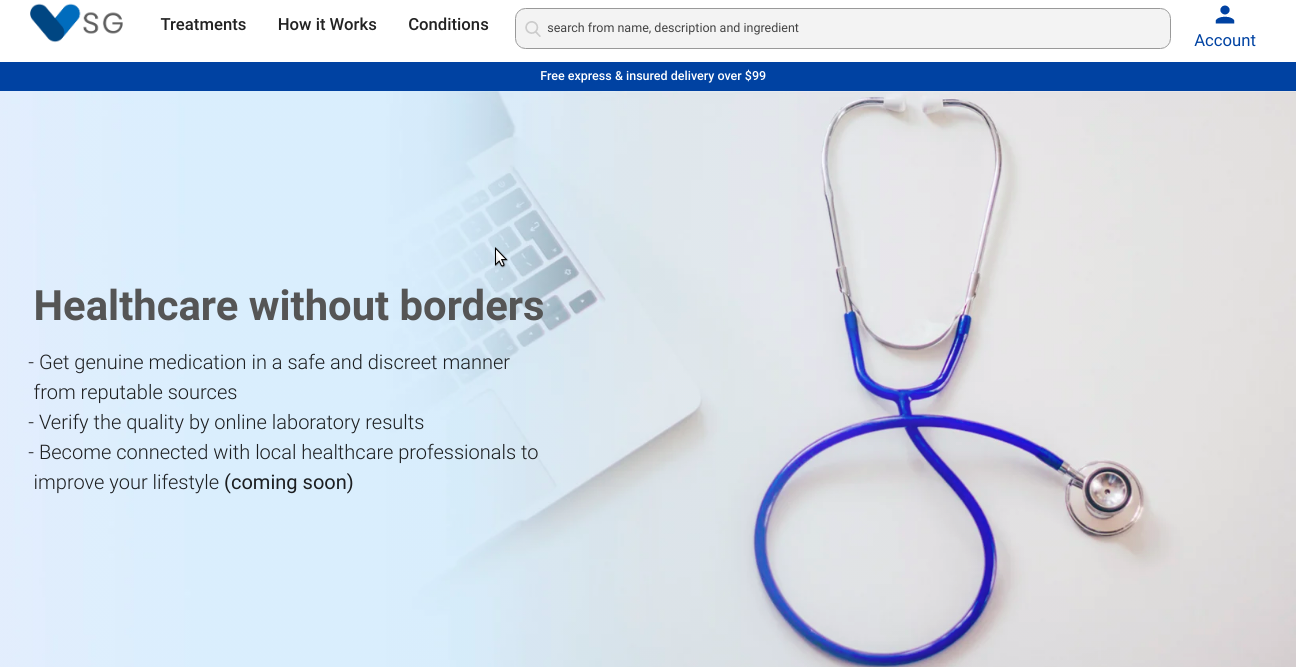 SG
Treatments
How it Works
Conditions
search from name, description and ingredient
Account
Free express & insured delivery over $99
Healthcare without borders
- Get genuine medication in a safe and discreet manner
from reputable sources
- Verify the quality by online laboratory results
- Become connected with local healthcare professionals to
improve your lifestyle (coming soon)